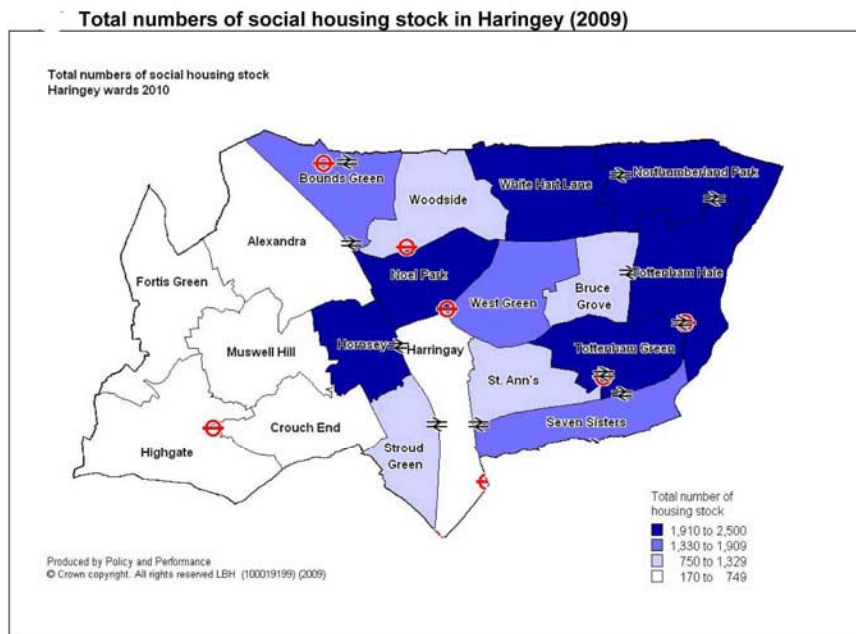 Total numbers of social housing stock in Haringey (2009)
Total numbers of social housing stock
Haringey wards 2010
Bounds Green
Woodside
White Hart Lane
Northumberland Park
Alexandra
Fortis Green
Noel Park
West Green
Bruce
Grove
Tottenham Hale
Muswell Hill
Hornsey
Harringay
Tottenham Green
St. Ann's
Highgate
Crouch End
Stroud
Green
Seven Sisters
Total number of
housing stock
1,910 to 2,500
1,330 to 1,909
750 to 1,329
170 to 749
Produced by Policy and Performance
© Crown copyright. All rights reserved LBH (100019199) (2009)